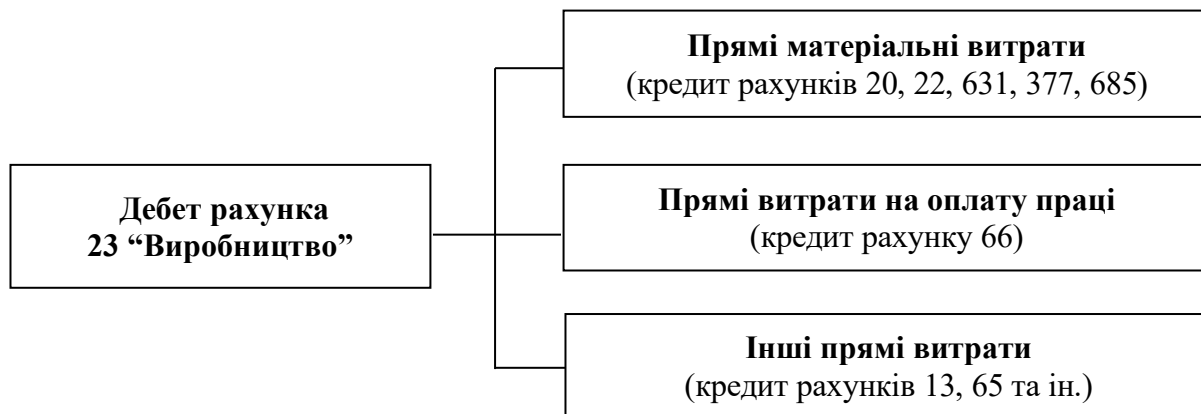 Прямі матеріальні витрати
(кредит рахунків 20, 22, 631, 377, 685)
Дебет рахунка
23 “Виробництво”
Прямі витрати на оплату праці
(кредит рахунку 66)
Інші прямі витрати
(кредит рахунків 13, 65 та ін.)